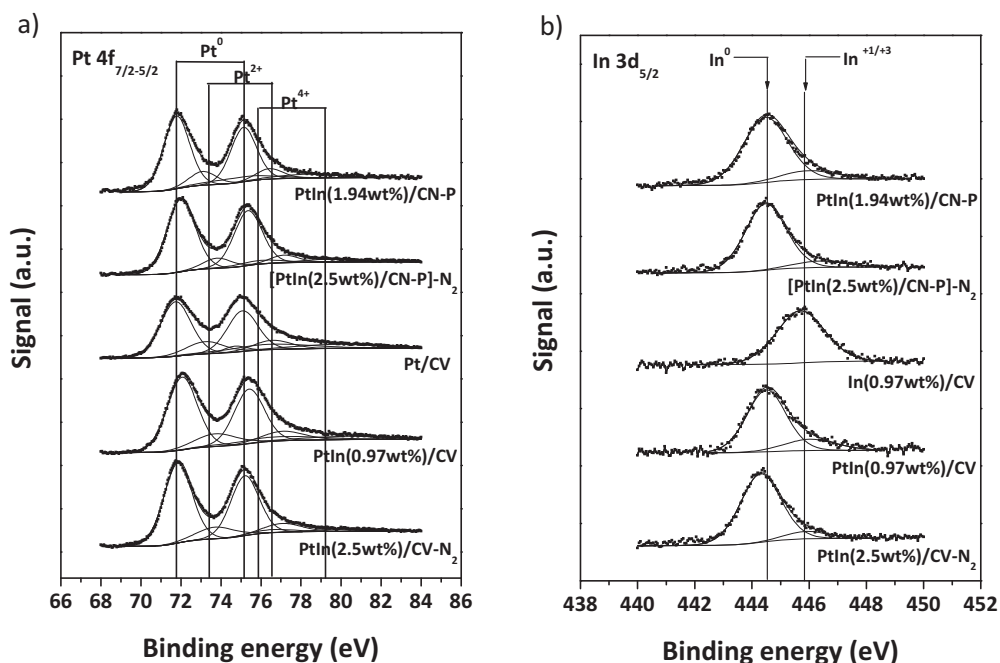 a)
Pt 4f 7/2-5/2
Pt0
Pt2+
Pt4+
PtIn(1.94wt%)/CN-P
[PtIn(2.5wt%)/CN-P]-N2
Pt/CV
PtIn(0.97wt%)/CV
PtIn(2.5wt%)/CV-N2
Signal (a.u.)
66 68 70 72 74 76 78 80 82 84 86
Binding energy (eV)
b)
In 3d5/2
In0
In +1/+3
PtIn(1.94wt%)/CN-P
[PtIn(2.5wt%)/CN-P]-N2
In(0.97wt%)/CV
PtIn(0.97wt%)/CV
PtIn(2.5wt%)/CV-N2
Signal (a.u.)
438 440 442 444 446 448 450 452
Binding energy (eV)